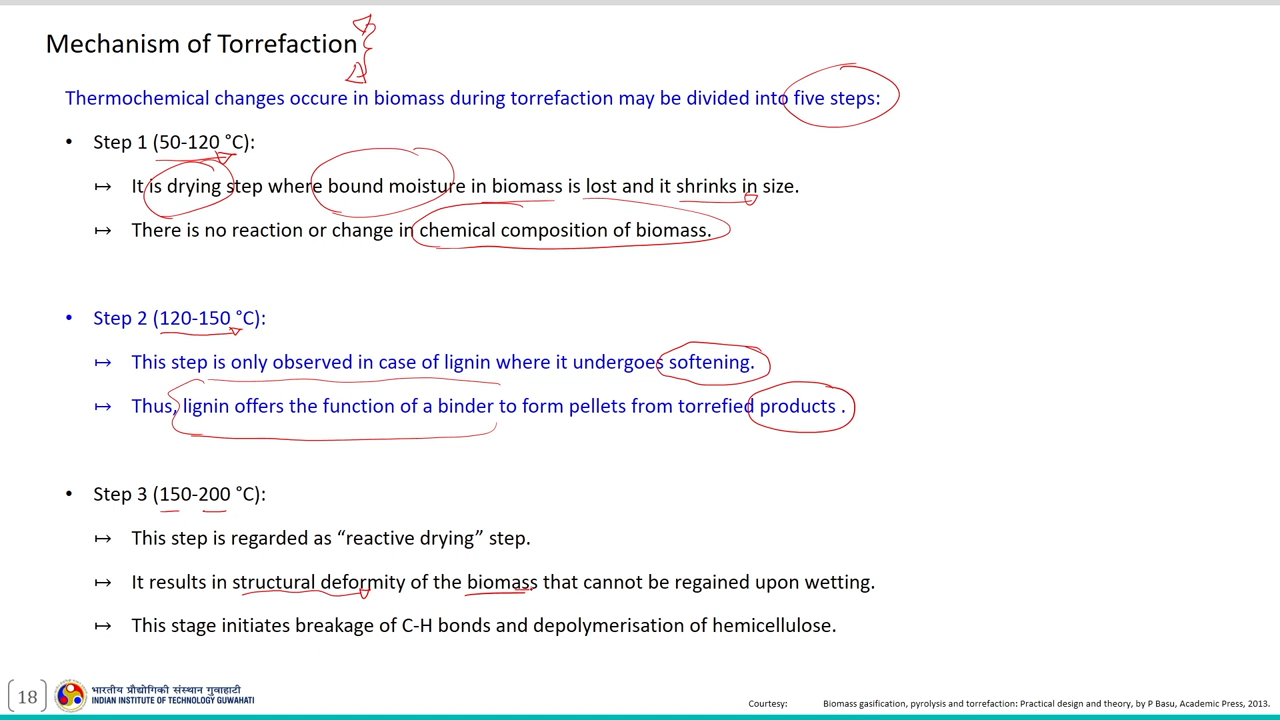 Mechanism of Torrefaction
Thermochemical changes occure in biomass during torrefaction may be divided into five steps:
• Step 1 (50-120 °C):
↦ It is drying step where bound moisture in biomass is lost and it shrinks in size.
↦ There is no reaction or change in chemical composition of biomass.
• Step 2 (120-150 °C):
↦ This step is only observed in case of lignin where it undergoes softening.
↦ Thus, lignin offers the function of a binder to form pellets from torrefied products .
• Step 3 (150-200 °C):
↦ This step is regarded as “reactive drying” step.
↦ It results in structural deformity of the biomass that cannot be regained upon wetting.
↦ This stage initiates breakage of C-H bonds and depolymerisation of hemicellulose.
18
भारतीय प्रौद्योगिकी संस्थान गुवाहाटी
INDIAN INSTITUTE OF TECHNOLOGY GUWAHATI
Courtesy: Biomass gasification, pyrolysis and torrefaction: Practical design and theory, by P Basu, Academic Press, 2013.